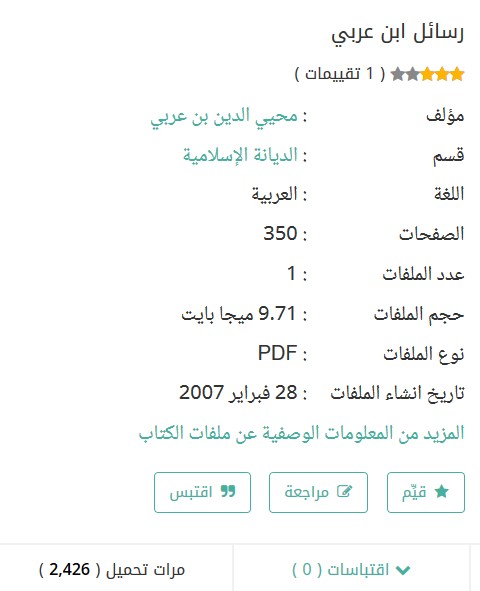 رسائل ابن عربي
( 1 تقييمات )
مؤلف : محيي الدين بن عربي
قسم : الديانة الإسلامية
اللغة : العربية
الصفحات : 350
عدد الملفات : 1
حجم الملفات : 9.71 ميجا بايت
نوع الملفات : PDF
تاريخ انشاء الملفات : 28 فبراير 2007
المزيد من المعلومات الوصفية عن ملفات الكتاب
قيِّم مراجعة اقتبس
اقتباسات ( 0 ) مرات تحميل ( 2,426 )